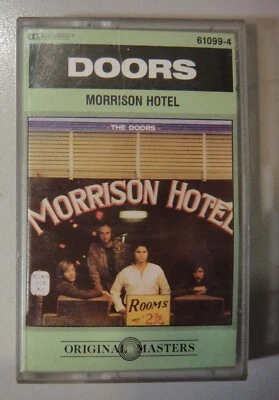 61099-4
DOORS
MORRISON HOTEL
THE DOORS
MORRISON HOTEL
ROOMS
ORIGINAL MASTERS